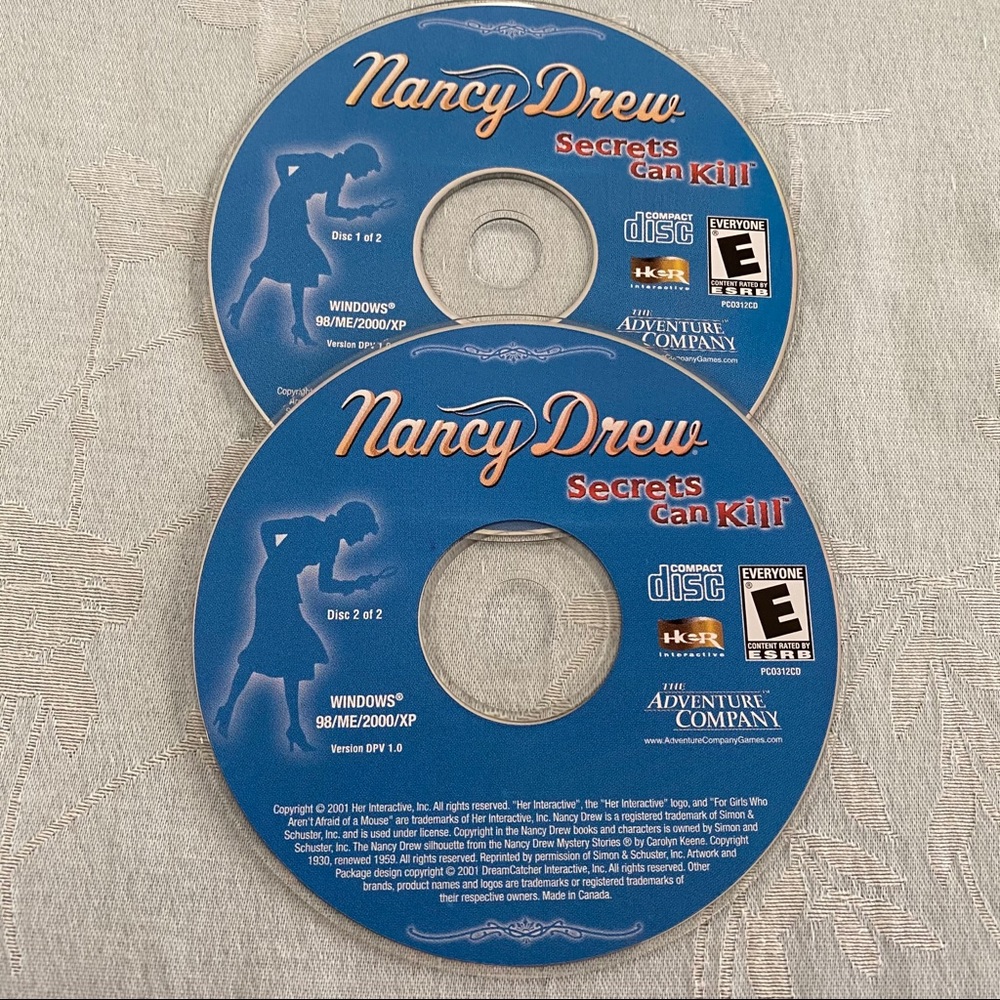 Nancy Drew
Secrets
Can Kill™
Disc 1 of 2
COMPACT
disc
EVERYONE
E
®
CONTENT RATED BY
ESRB
HeR
interactive
PC0312CD
WINDOWS®
98/ME/2000/XP
Version DPV
THE
ADVENTURE
COMPANY
Nancy Drew®
Secrets
Can Kill™
Disc 2 of 2
COMPACT
disc
EVERYONE
®
E
CONTENT RATED BY
ESRB
HeR
interactive
PC0312CD
WINDOWS®
98/ME/2000/XP
Version DPV 1.0
THE
ADVENTURE™
COMPANY
www.AdventureCompanyGames.com
Copyright © 2001 Her Interactive, Inc. All rights reserved. "Her Interactive", the "Her Interactive" logo, and "For Girls Who
Aren't Afraid of a Mouse" are trademarks of Her Interactive, Inc. Nancy Drew is a registered trademark of Simon &
Schuster, Inc. and is used under license. Copyright in the Nancy Drew books and characters is owned by Simon and
Schuster, Inc. The Nancy Drew silhouette from the Nancy Drew Mystery Stories ® by Carolyn Keene. Copyright
1930, renewed 1959. All rights reserved. Reprinted by permission of Simon & Schuster, Inc. Artwork and
Package design copyright © 2001 DreamCatcher Interactive, Inc. All rights reserved. Other
brands, product names and logos are trademarks or registered trademarks of
their respective owners. Made in Canada.